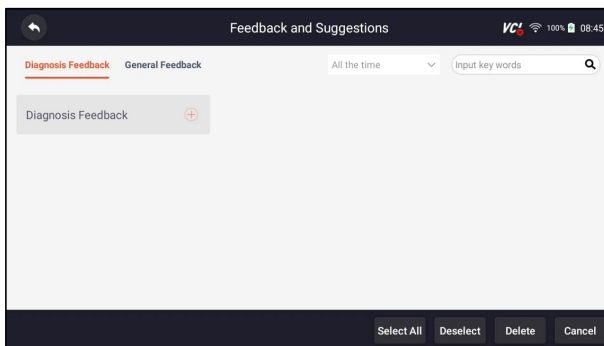 Feedback and Suggestions
VCI 100% 08:45
Diagnosis Feedback General Feedback All the time Input key words
Diagnosis Feedback
Select All Deselect Delete Cancel